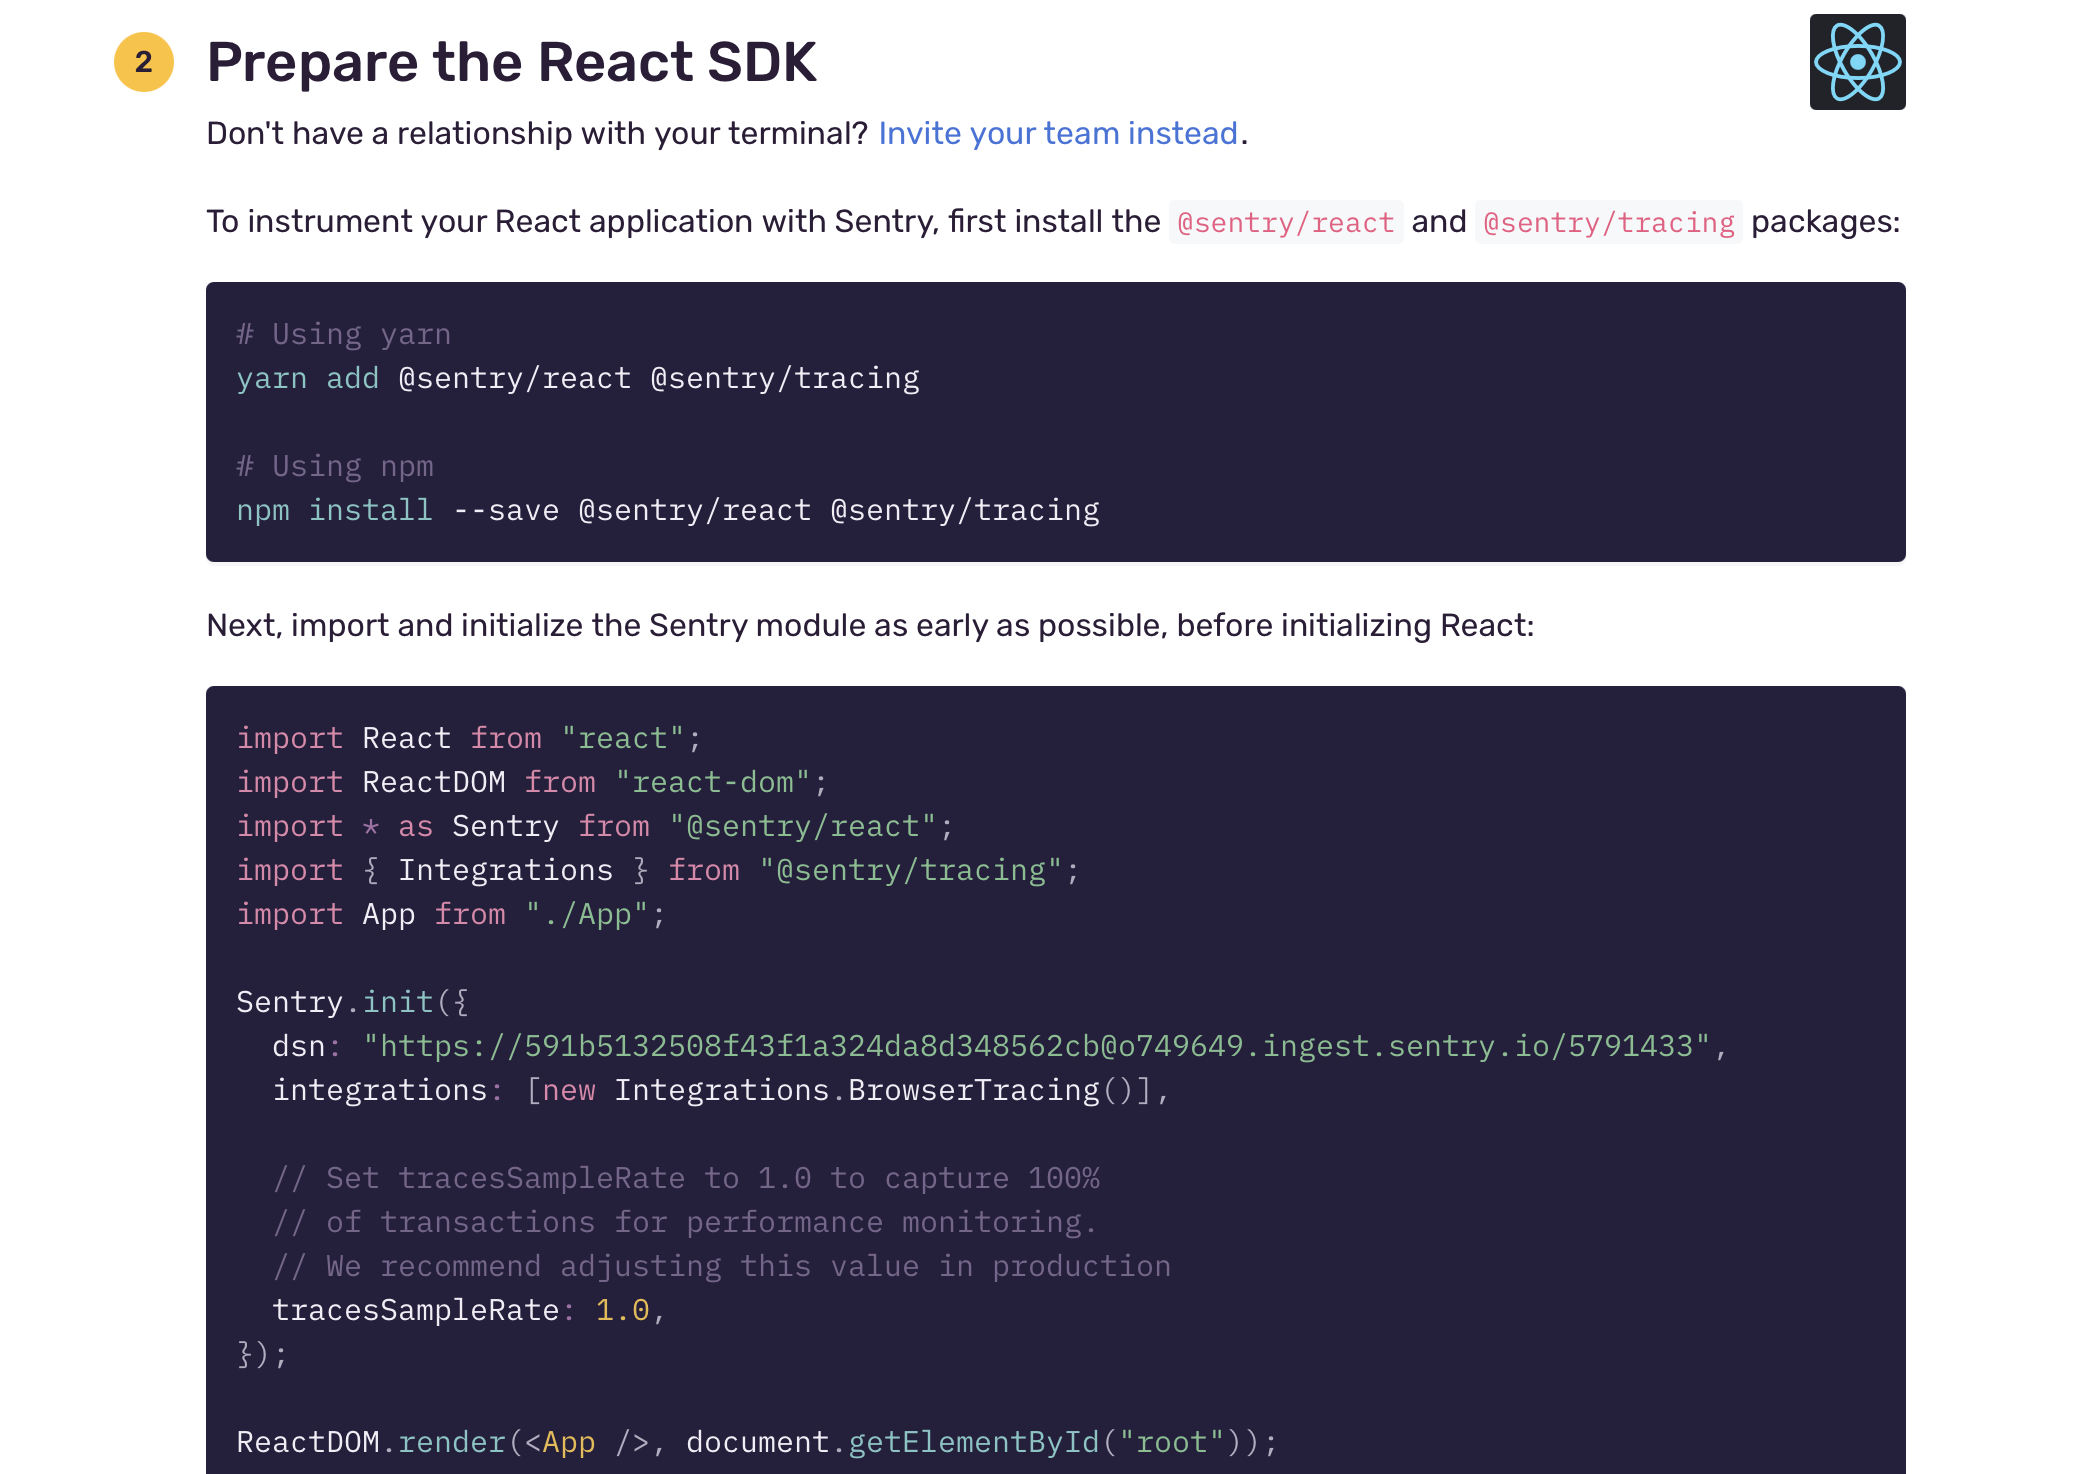 2
Prepare the React SDK
Don't have a relationship with your terminal? Invite your team instead.
To instrument your React application with Sentry, first install the @sentry/react and @sentry/tracing packages:
# Using yarn
yarn add @sentry/react @sentry/tracing
# Using npm
npm install --save @sentry/react @sentry/tracing
Next, import and initialize the Sentry module as early as possible, before initializing React:
import React from "react";
import ReactDOM from "react-dom";
import * as Sentry from "@sentry/react";
import { Integrations } from "@sentry/tracing";
import App from "./App";
Sentry.init({
  dsn: "https://591b5132508f43f1a324da8d348562cb@o749649.ingest.sentry.io/5791433",
  integrations: [new Integrations.BrowserTracing()],
  // Set tracesSampleRate to 1.0 to capture 100%
  // of transactions for performance monitoring.
  // We recommend adjusting this value in production
  tracesSampleRate: 1.0,
});
ReactDOM.render(<App />, document.getElementById("root"));